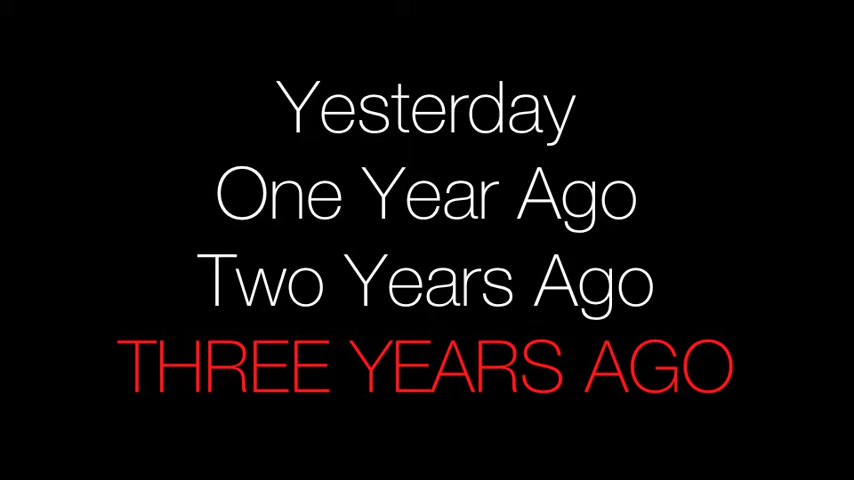 Yesterday
One Year Ago
Two Years Ago
THREE YEARS AGO